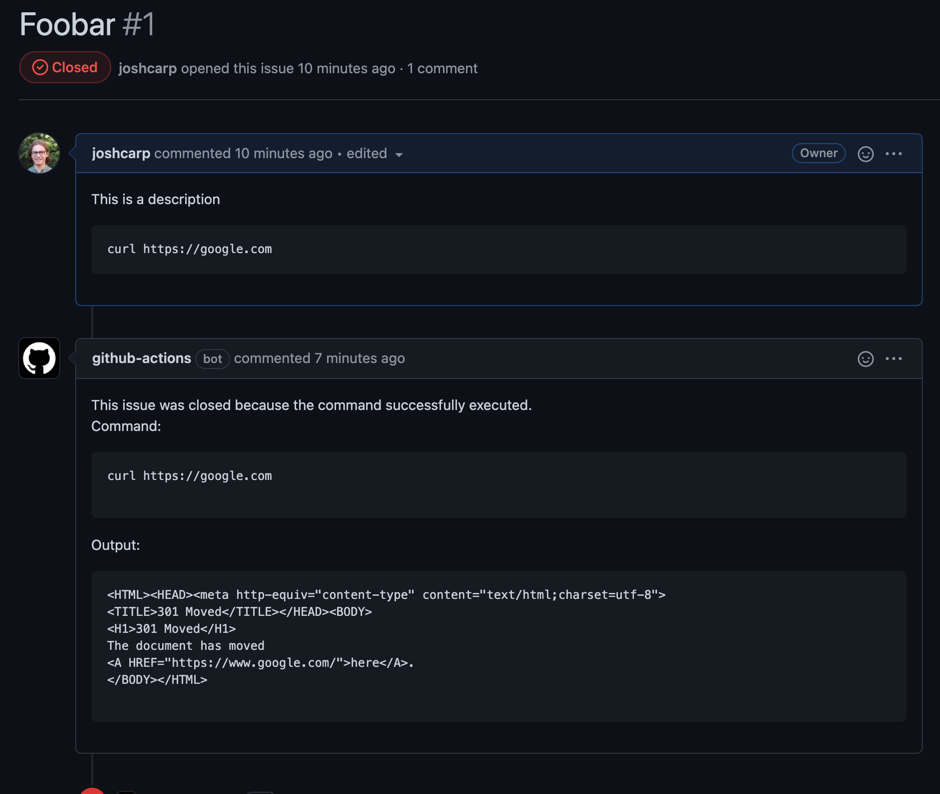 Foobar #1
Closed joshcarp opened this issue 10 minutes ago · 1 comment
joshcarp commented 10 minutes ago • edited Owner
This is a description
curl https://google.com
github-actions bot commented 7 minutes ago
This issue was closed because the command successfully executed.
Command:
curl https://google.com
Output:
<HTML><HEAD><meta http-equiv="content-type" content="text/html;charset=utf-8">
<TITLE>301 Moved</TITLE></HEAD><BODY>
<H1>301 Moved</H1>
The document has moved
<A HREF="https://www.google.com/">here</A>.
</BODY></HTML>